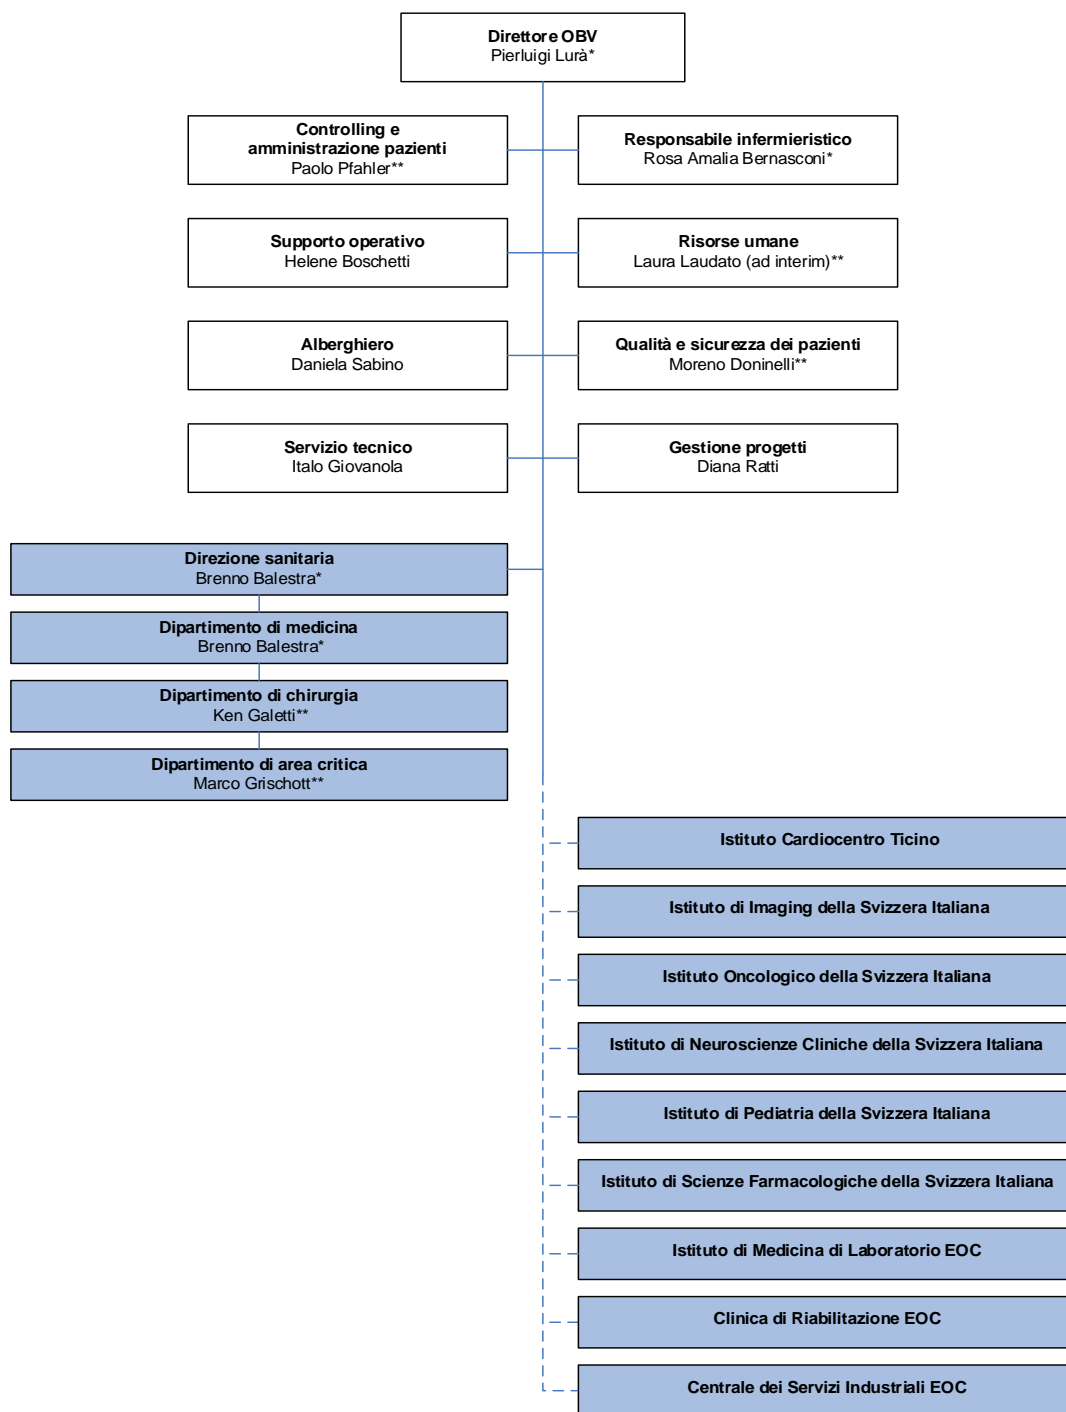 Direttore OBV
Pierluigi Lurà*
Controlling e
amministrazione pazienti
Paolo Pfahler**
Responsabile infermieristico
Rosa Amalia Bernasconi*
Supporto operativo
Helene Boschetti
Risorse umane
Laura Laudato (ad interim)**
Alberghiero
Daniela Sabino
Qualità e sicurezza dei pazienti
Moreno Doninelli**
Servizio tecnico
Italo Giovanola
Gestione progetti
Diana Ratti
Direzione sanitaria
Brenno Balestra*
Dipartimento di medicina
Brenno Balestra*
Dipartimento di chirurgia
Ken Galetti**
Dipartimento di area critica
Marco Grischott**
Istituto Cardiocentro Ticino
Istituto di Imaging della Svizzera Italiana
Istituto Oncologico della Svizzera Italiana
Istituto di Neuroscienze Cliniche della Svizzera Italiana
Istituto di Pediatria della Svizzera Italiana
Istituto di Scienze Farmacologiche della Svizzera Italiana
Istituto di Medicina di Laboratorio EOC
Clinica di Riabilitazione EOC
Centrale dei Servizi Industriali EOC